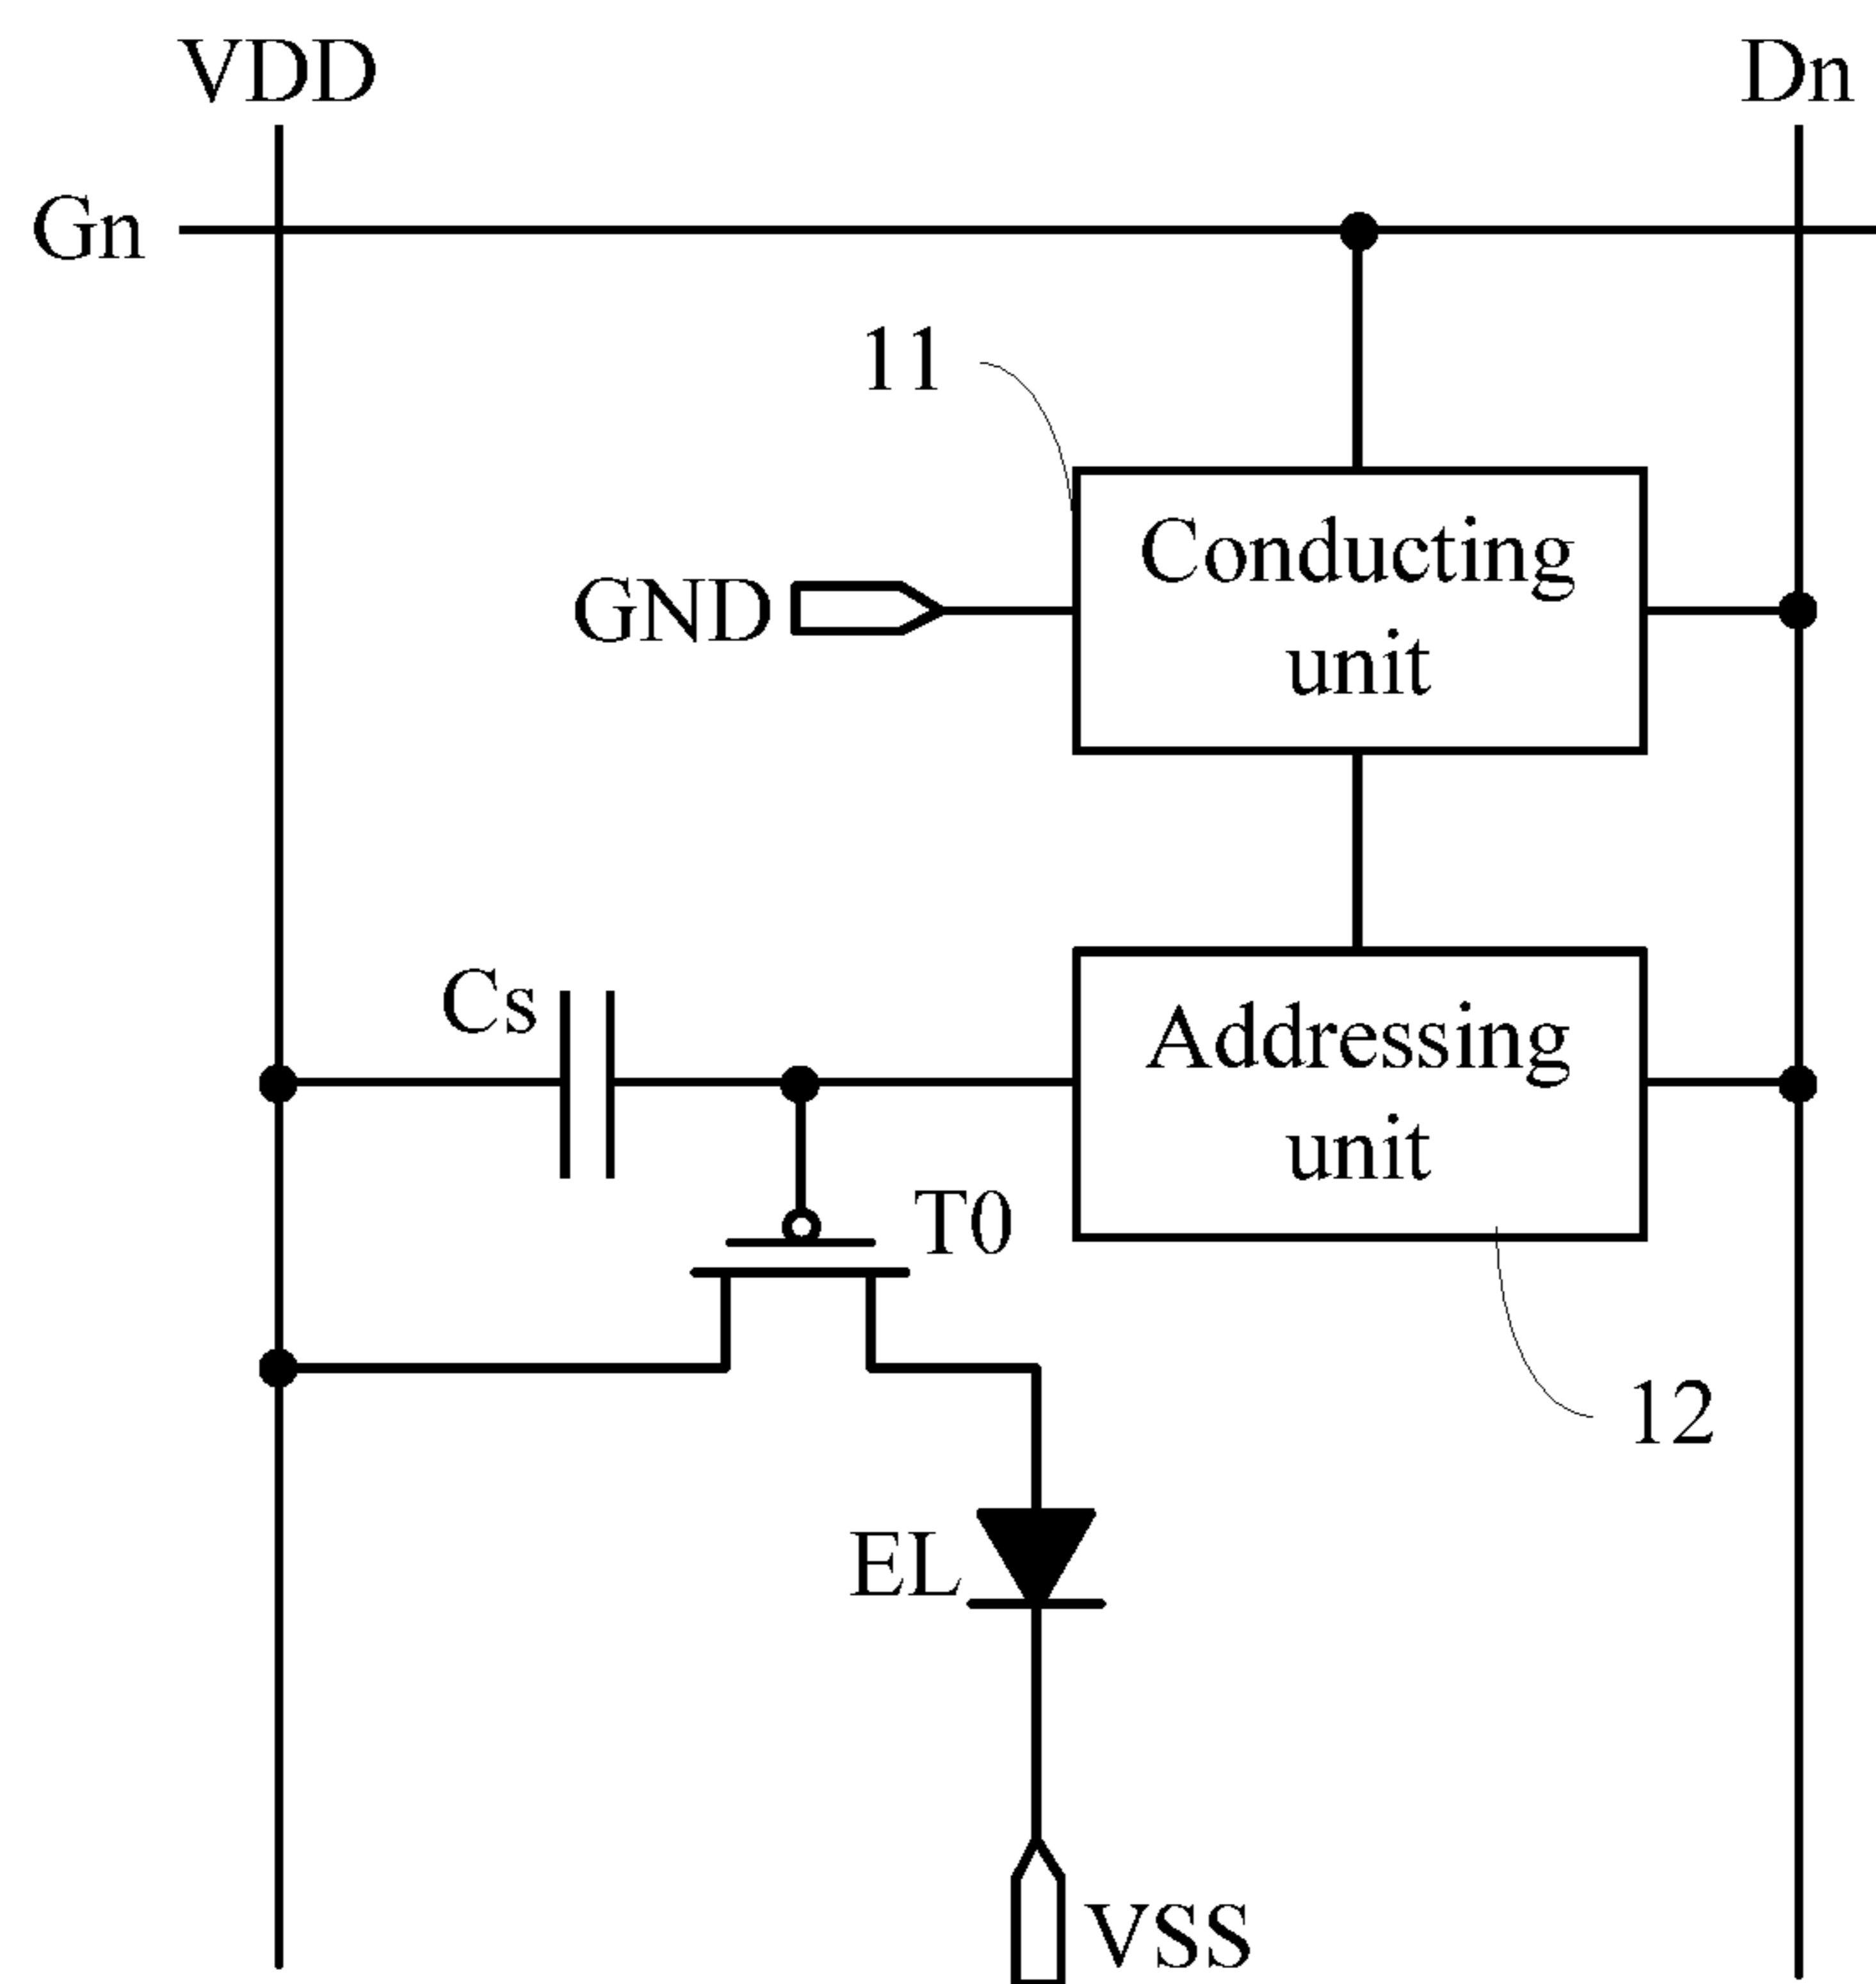 VDD
Dn
Gn
11
Conducting
unit
GND
Cs
Addressing
unit
T0
12
EL
VSS